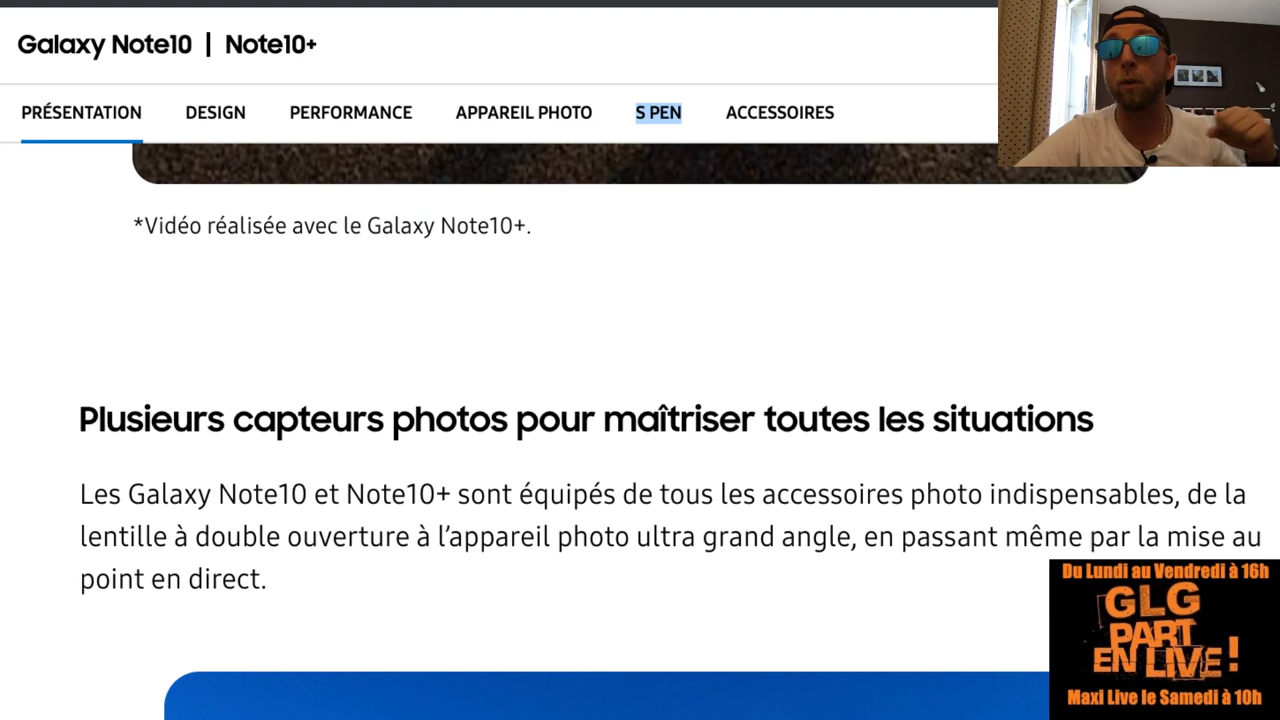 Galaxy Note10 | Note10+
PRÉSENTATION DESIGN PERFORMANCE APPAREIL PHOTO S PEN ACCESSOIRES
*Vidéo réalisée avec le Galaxy Note10+.
Plusieurs capteurs photos pour maîtriser toutes les situations
Les Galaxy Note10 et Note10+ sont équipés de tous les accessoires photo indispensables, de la
lentille à double ouverture à l’appareil photo ultra grand angle, en passant même par la mise au
point en direct.
Du Lundi au Vendredi à 16h
GLG
PART
EN LIVE !
Maxi Live le Samedi à 10h